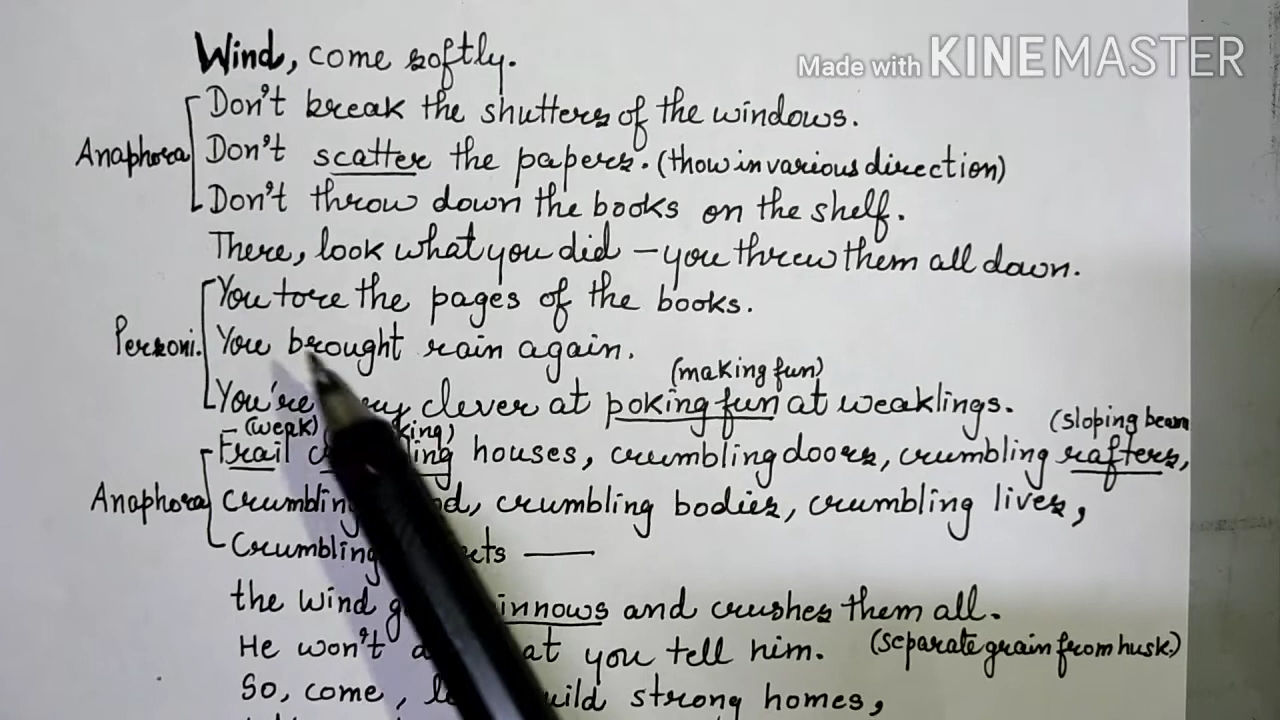 Made with KINEMASTER
Wind, come softly.
Don't break the shutters of the windows.
Anaphora Don't scatter the papers. (thow in various direction)
Don't throw down the books on the shelf.
There, look what you did – you threw them all down.
You tore the pages of the books.
Personi. You brought rain again.
(making fun)
You're clever at poking fun at weaklings.
(weak) (sloping beam
Frail houses, crumbling doors, crumbling rafters,
Anaphora crumbling bodies, crumbling lives,
Crumbling —
the wind and crushes them all.
He won't you tell him. (separate grain from husk.)
So, come, strong homes,